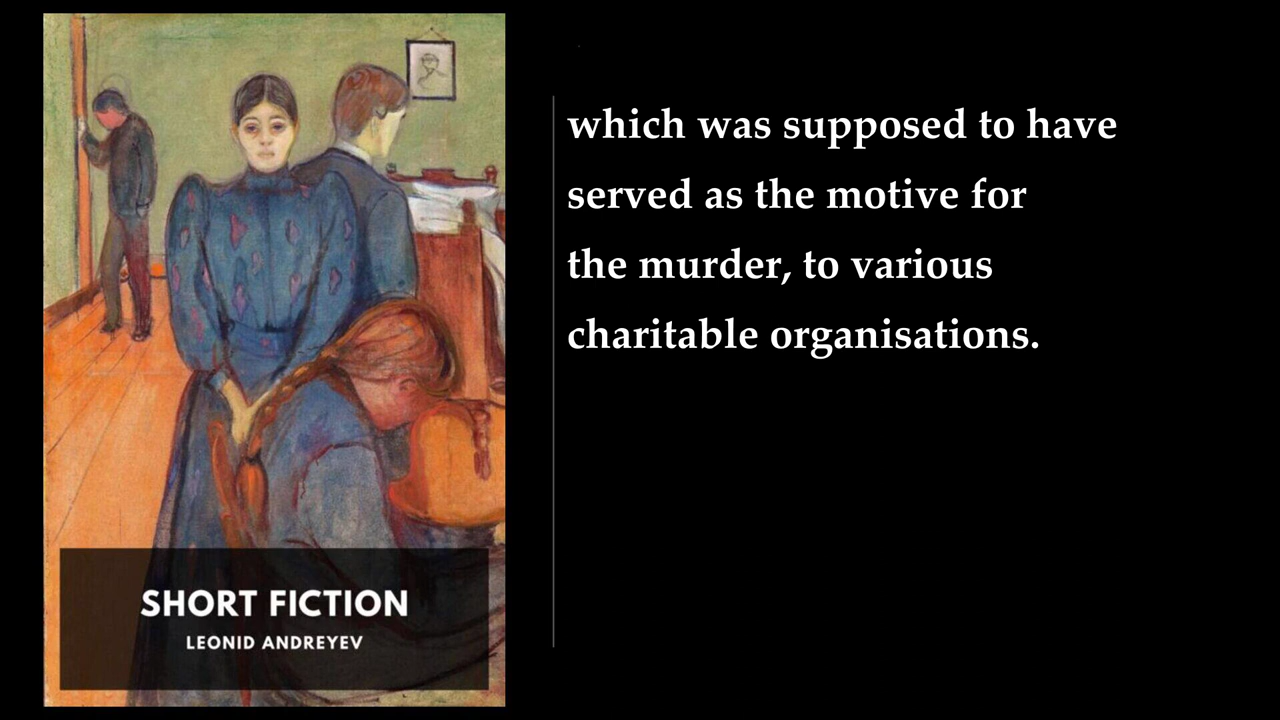 SHORT FICTION
LEONID ANDREYEV
which was supposed to have
served as the motive for
the murder, to various
charitable organisations.